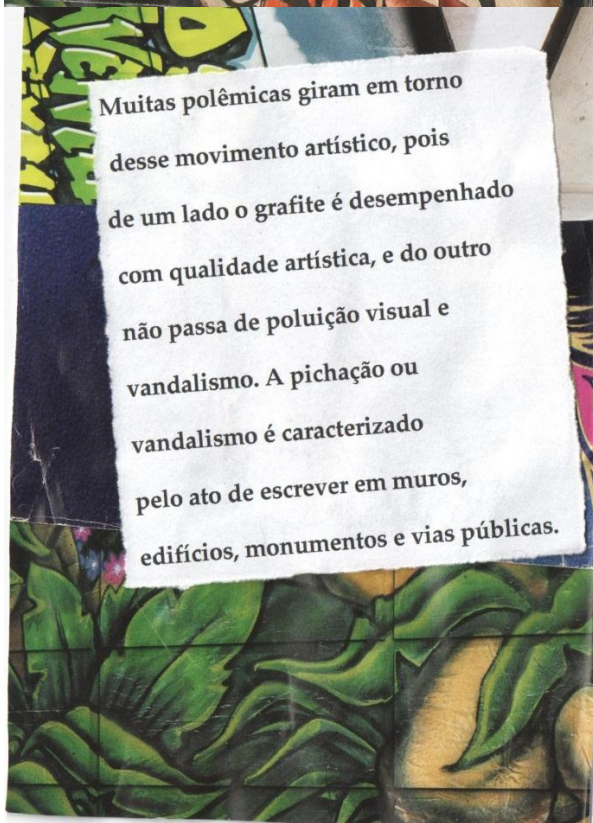 Muitas polêmicas giram em torno
desse movimento artístico, pois
de um lado o grafite é desempenhado
com qualidade artística, e do outro
não passa de poluição visual e
vandalismo. A pichação ou
vandalismo é caracterizado
pelo ato de escrever em muros,
edifícios, monumentos e vias públicas.